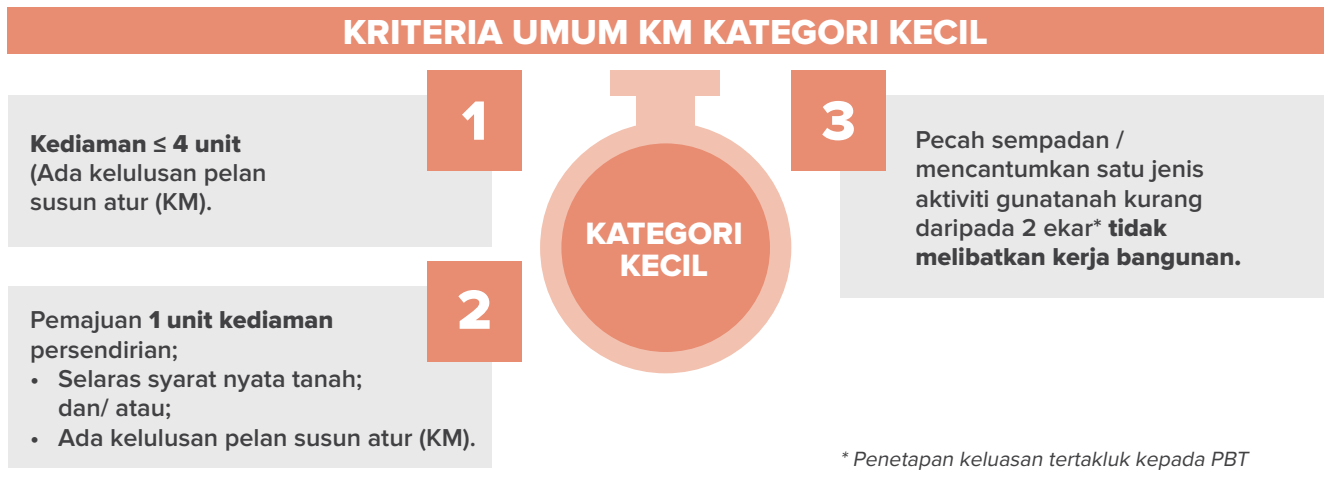 KRITERIA UMUM KM KATEGORI KECIL
1
Kediaman ≤ 4 unit
(Ada kelulusan pelan
susun atur (KM).
2
Pemajuan 1 unit kediaman
persendirian;
• Selaras syarat nyata tanah;
dan/ atau;
• Ada kelulusan pelan susun atur (KM).
KATEGORI
KECIL
3
Pecah sempadan /
mencantumkan satu jenis
aktiviti gunatanah kurang
daripada 2 ekar* tidak
melibatkan kerja bangunan.
* Penetapan keluasan tertakluk kepada PBT